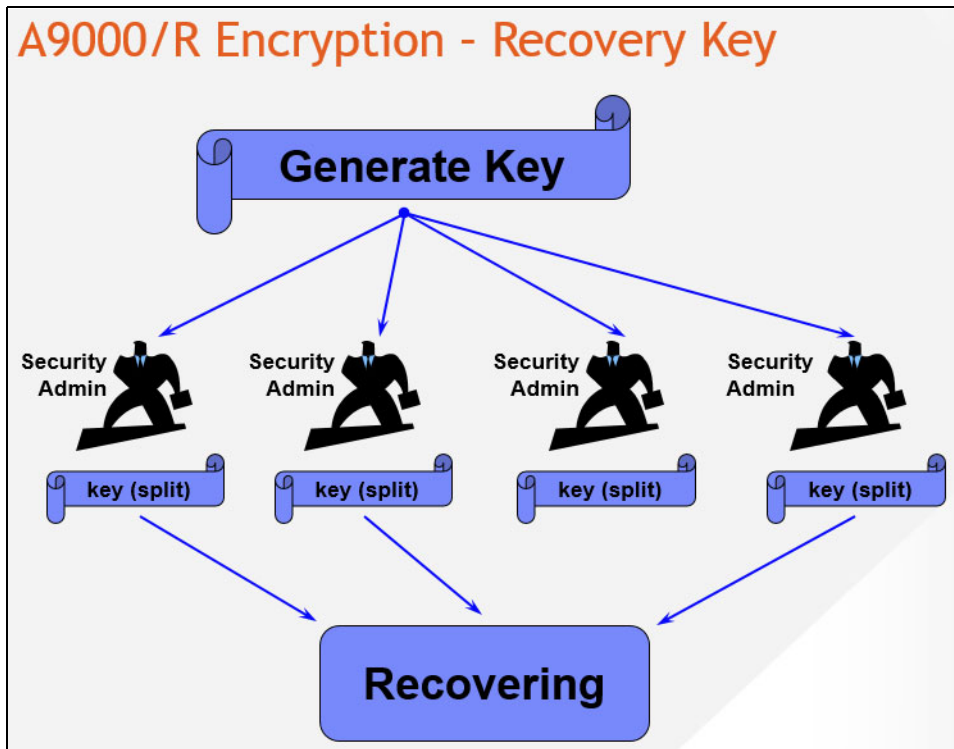 A9000/R Encryption – Recovery Key
Generate Key
Security
Admin
Security
Admin
Security
Admin
Security
Admin
key (split)
key (split)
key (split)
key (split)
Recovering